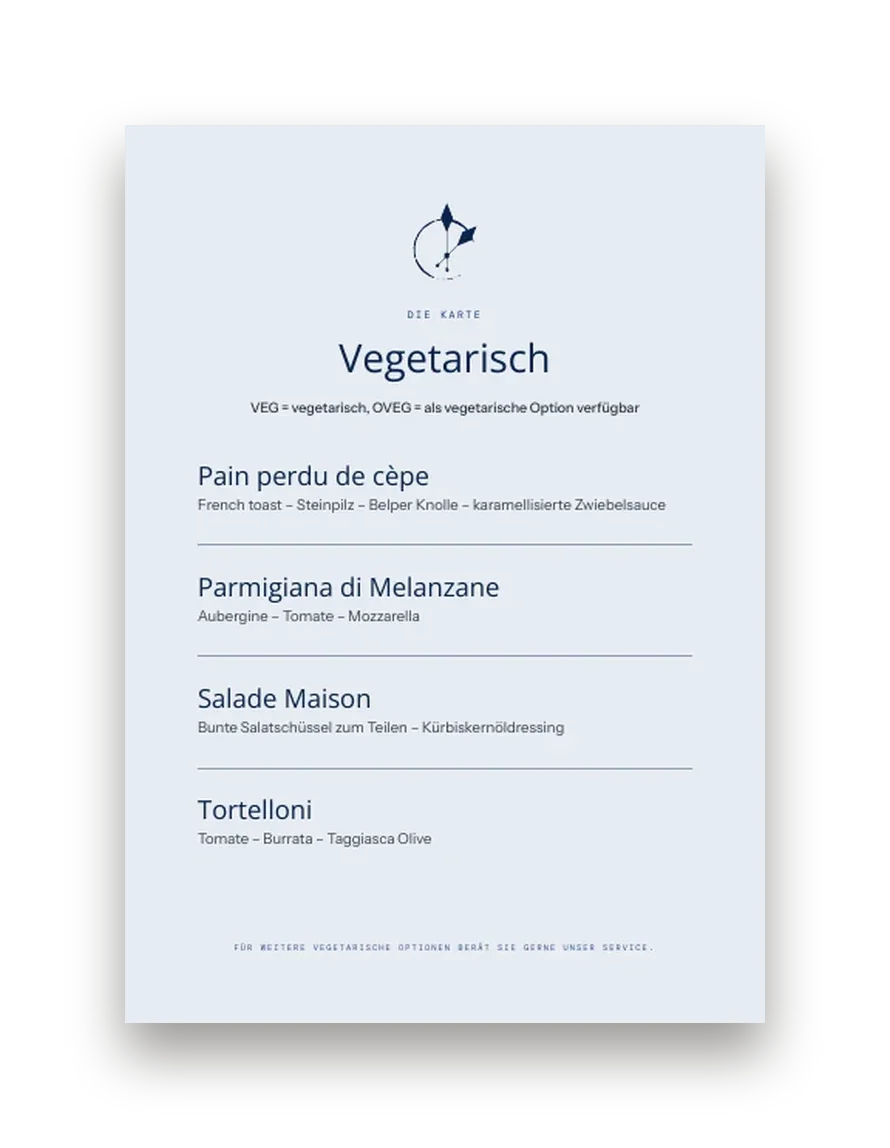 DIE KARTE
Vegetarisch
VEG = vegetarisch, OVEG = als vegetarische Option verfügbar
Pain perdu de cèpe
French toast – Steinpilz – Belper Knolle – karamellisierte Zwiebelsauce
Parmigiana di Melanzane
Aubergine – Tomate – Mozzarella
Salade Maison
Bunte Salatschüssel zum Teilen – Kürbiskernöldressing
Tortelloni
Tomate – Burrata – Taggiasca Olive
FÜR WEITERE VEGETARISCHE OPTIONEN BERÄT SIE GERNE UNSER SERVICE.